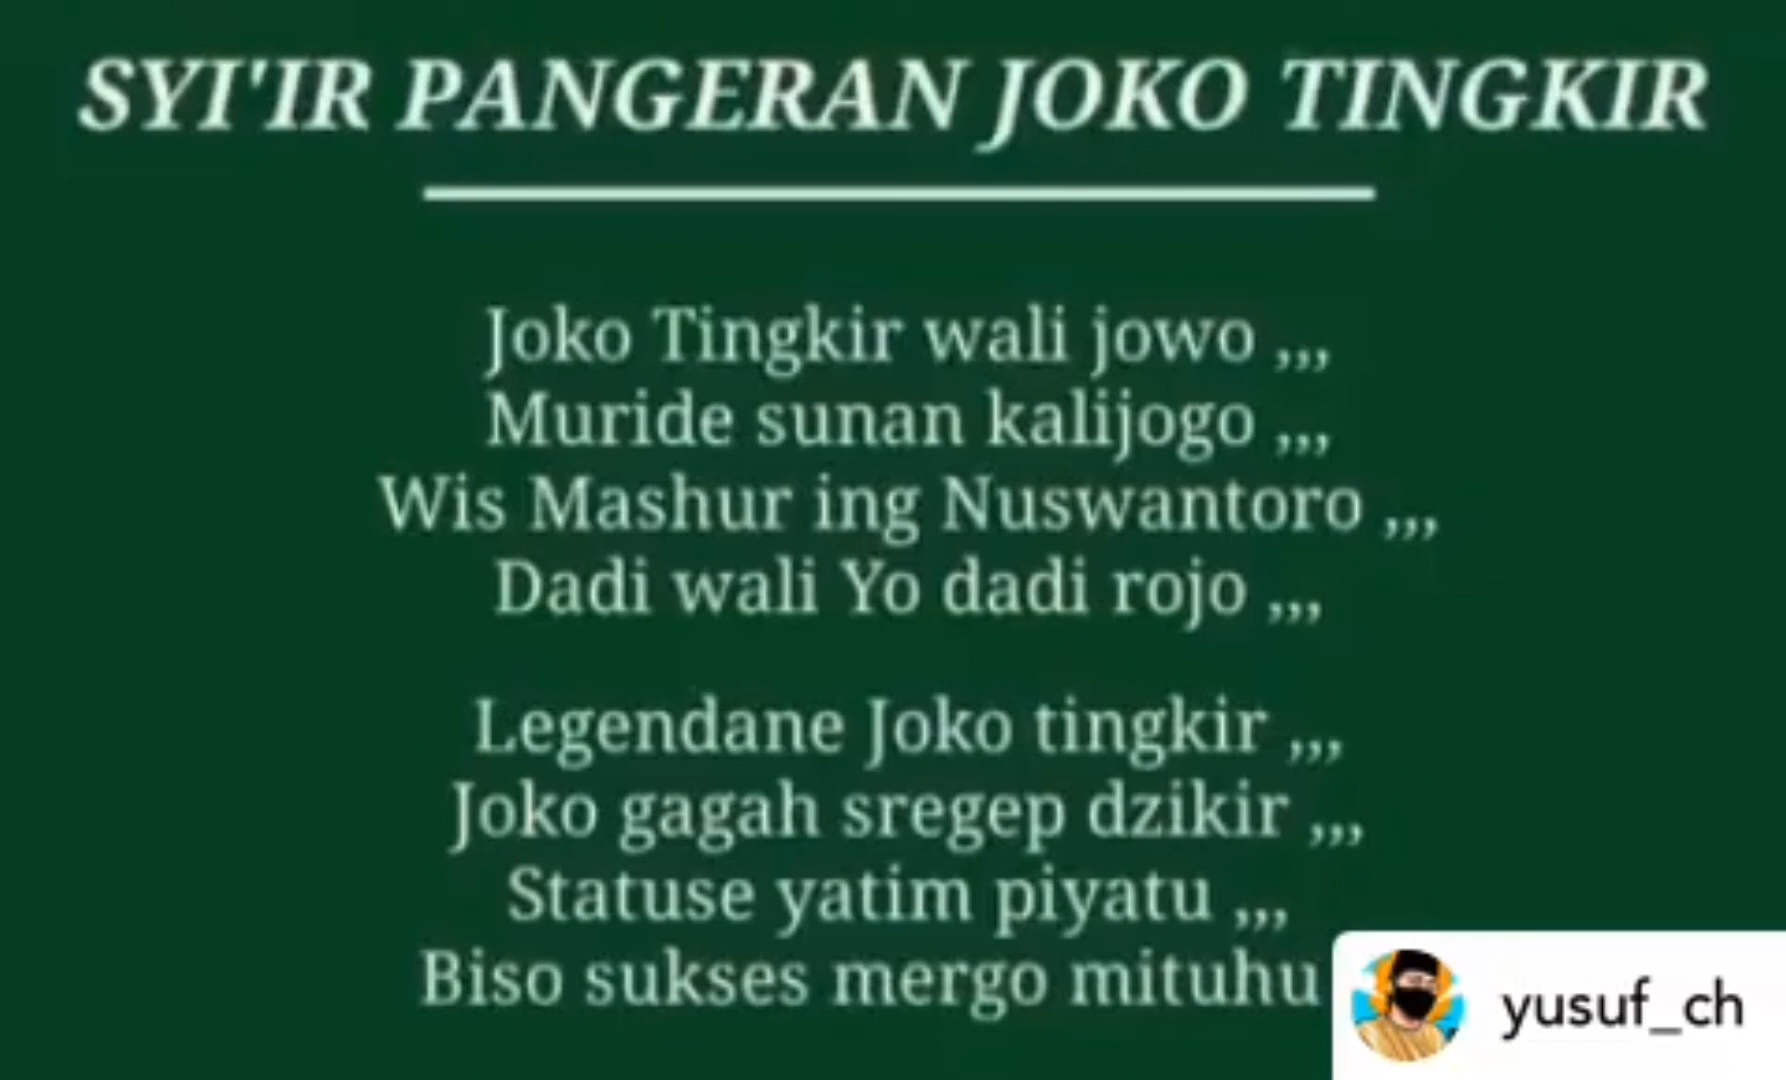 SYI'IR PANGERAN JOKO TINGKIR
Joko Tingkir wali jowo ,,,
Muride sunan kalijogo ,,,
Wis Mashur ing Nuswantoro ,,,
Dadi wali Yo dadi rojo ,,,
Legendane Joko tingkir ,,,
Joko gagah sregep dzikir ,,,
Statuse yatim piyatu ,,,
Biso sukses mergo mituhu
yusuf_ch